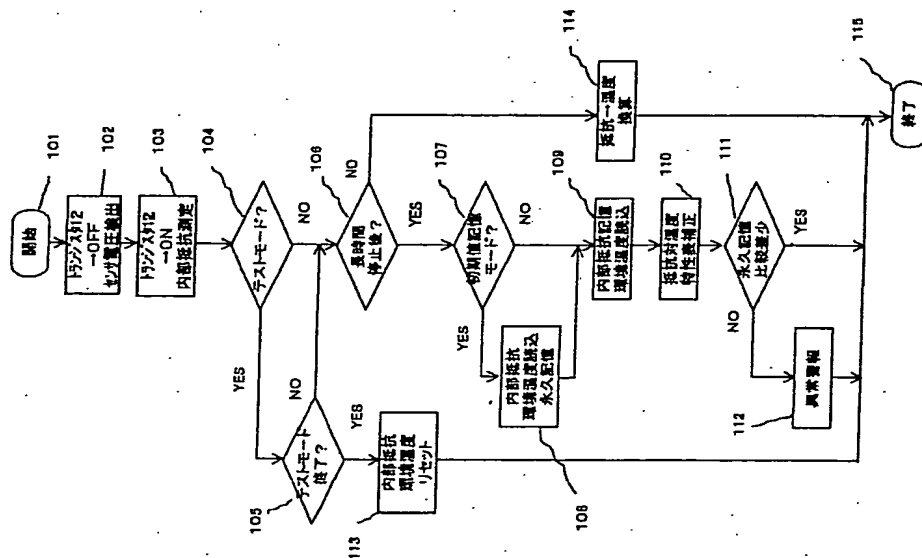 101
開始
102
トランジスタ12
→OFF
センサ電圧検出
103
トランジスタ12
→ON
内部抵抗測定
104
テストモード?
NO
YES
105
テストモード
終了?
NO
YES
113
内部抵抗
環境温度
リセット
106
長時間
停止後?
NO
YES
107
初期値記憶
モード?
NO
YES
108
内部抵抗
環境温度読込
永久記憶
109
内部抵抗記憶
環境温度読込
110
抵抗対温度
特性表補正
111
永久記憶
比較差少
YES
NO
112
異常警報
114
抵抗→温度
換算
115
終了